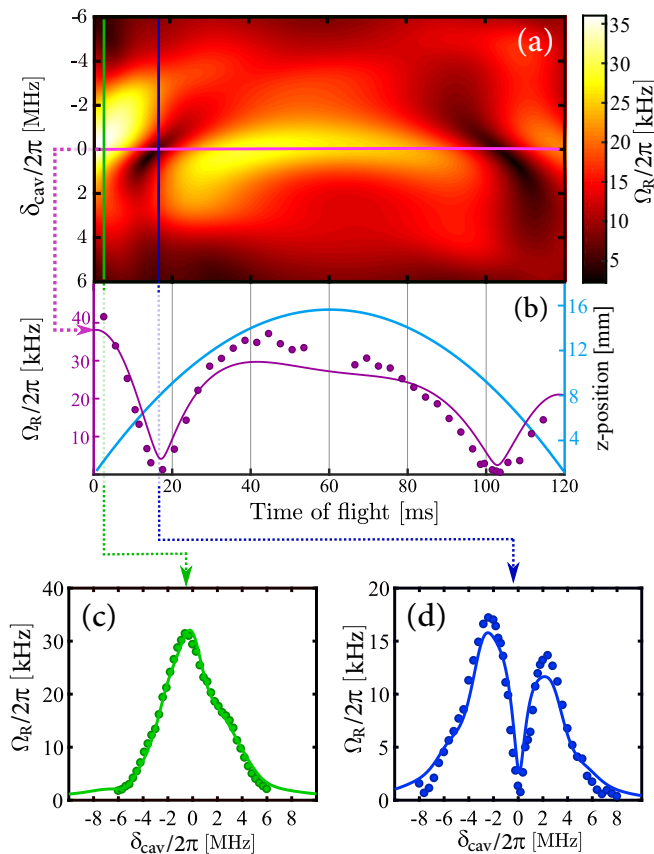 (a)
δcav/2π [MHz]
-6
-4
-2
0
2
4
6
35
30
25
20
15
10
5
ΩR/2π [kHz]
(b)
ΩR/2π [kHz]
40
30
20
10
16
12
8
4
z-position [mm]
0 20 40 60 80 100 120
Time of flight [ms]
(c)
ΩR/2π [kHz]
40
30
20
10
0
-8 -6 -4 -2 0 2 4 6 8
δcav/2π [MHz]
(d)
ΩR/2π [kHz]
20
15
10
5
0
-8 -6 -4 -2 0 2 4 6 8
δcav/2π [MHz]